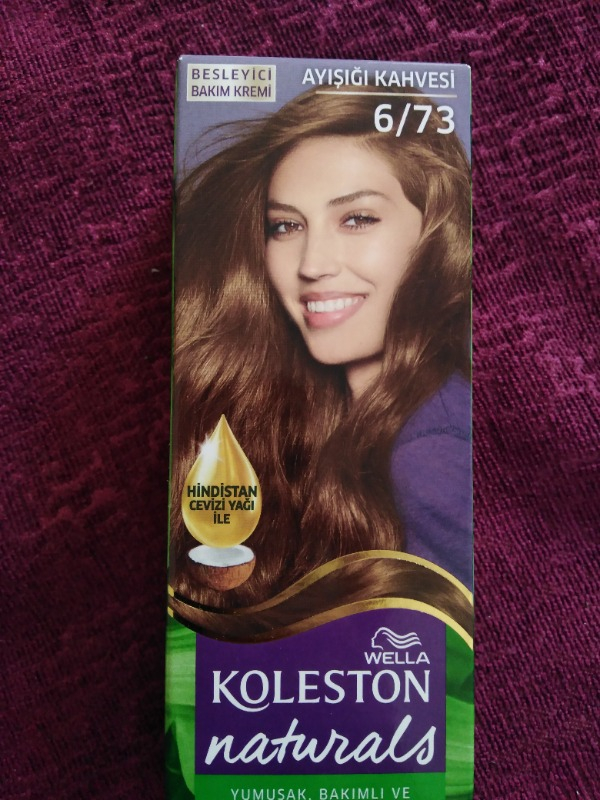 BESLEYİCİ
BAKIM KREMİ
AYIŞIĞI KAHVESİ
6/73
HİNDİSTAN
CEVİZİ YAĞI
İLE
WELLA
KOLESTON
naturals
YUMUŞAK, BAKIMLI VE